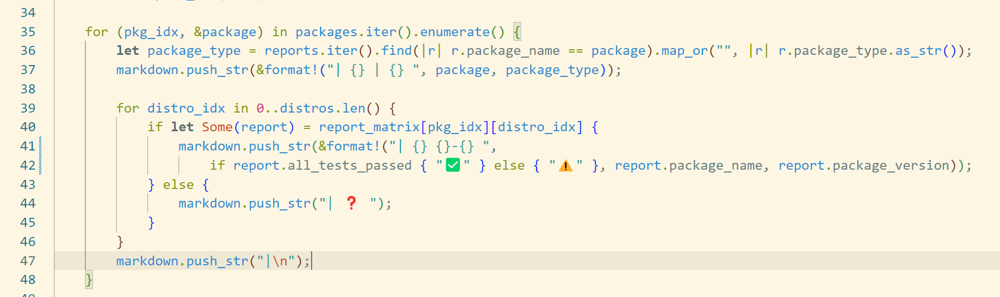 34
35 for (pkg_idx, &package) in packages.iter().enumerate() {
36 let package_type = reports.iter().find(|r| r.package_name == package).map_or("", |r| r.package_type.as_str());
37 markdown.push_str(&format!("| {} | {} ", package, package_type));
38
39 for distro_idx in 0..distros.len() {
40 if let Some(report) = report_matrix[pkg_idx][distro_idx] {
41 markdown.push_str(&format!("| {} {}-{} ",
42 if report.all_tests_passed { "✅" } else { "⚠️" }, report.package_name, report.package_version));
43 } else {
44 markdown.push_str("| ❓ ");
45 }
46 }
47 markdown.push_str("|\n");
48 }